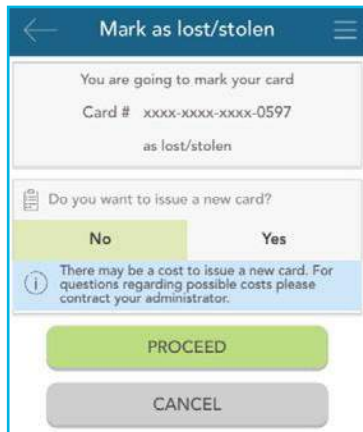 Mark as lost/stolen
You are going to mark your card
Card # xxxx-xxxx-xxxx-0597
as lost/stolen
Do you want to issue a new card?
No Yes
There may be a cost to issue a new card. For
questions regarding possible costs please
contract your administrator.
PROCEED
CANCEL